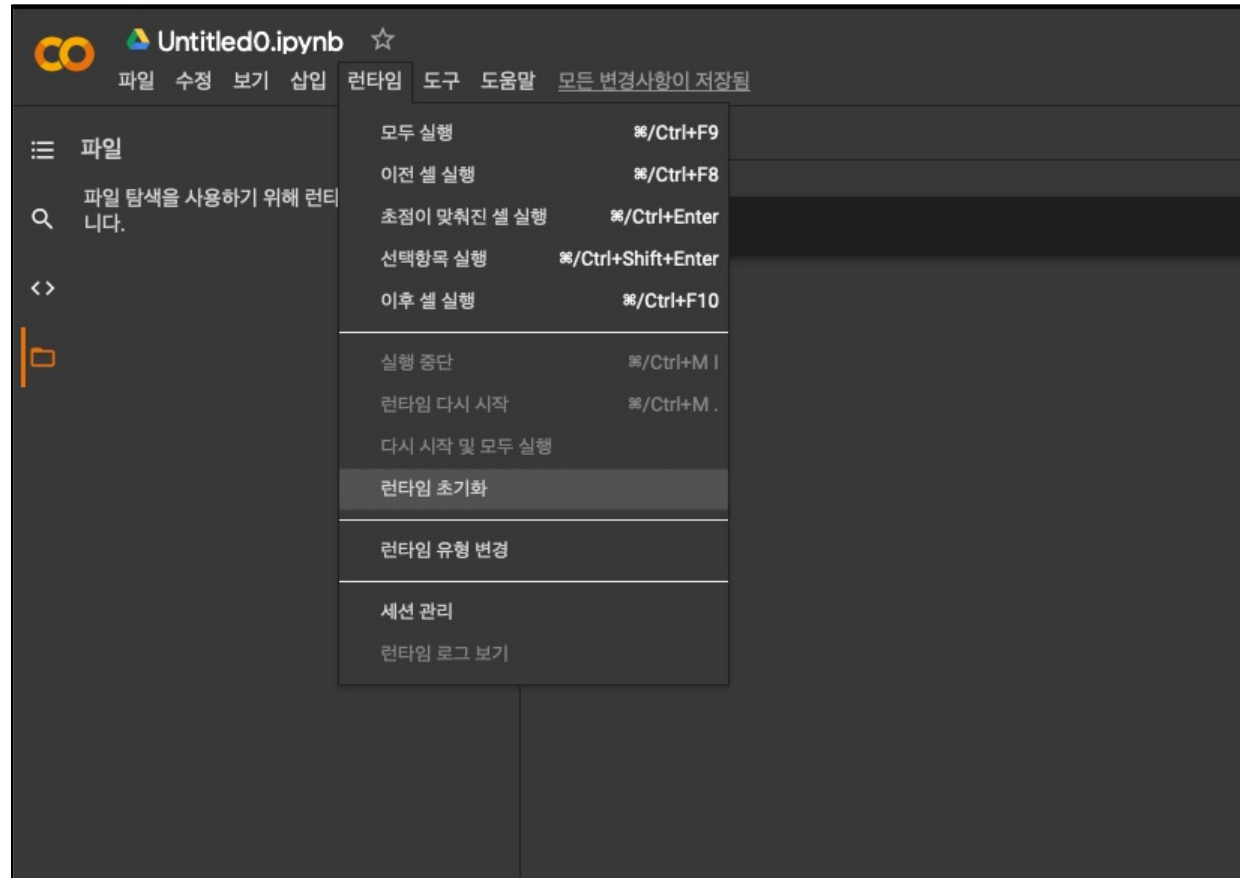 Untitled0.ipynb
파일 수정 보기 삽입 런타임 도구 도움말 모든 변경사항이 저장됨
파일
파일 탐색을 사용하기 위해 런타
니다.
모두 실행 ⌘/Ctrl+F9
이전 셀 실행 ⌘/Ctrl+F8
초점이 맞춰진 셀 실행 ⌘/Ctrl+Enter
선택항목 실행 ⌘/Ctrl+Shift+Enter
이후 셀 실행 ⌘/Ctrl+F10
실행 중단 ⌘/Ctrl+M I
런타임 다시 시작 ⌘/Ctrl+M .
다시 시작 및 모두 실행
런타임 초기화
런타임 유형 변경
세션 관리
런타임 로그 보기